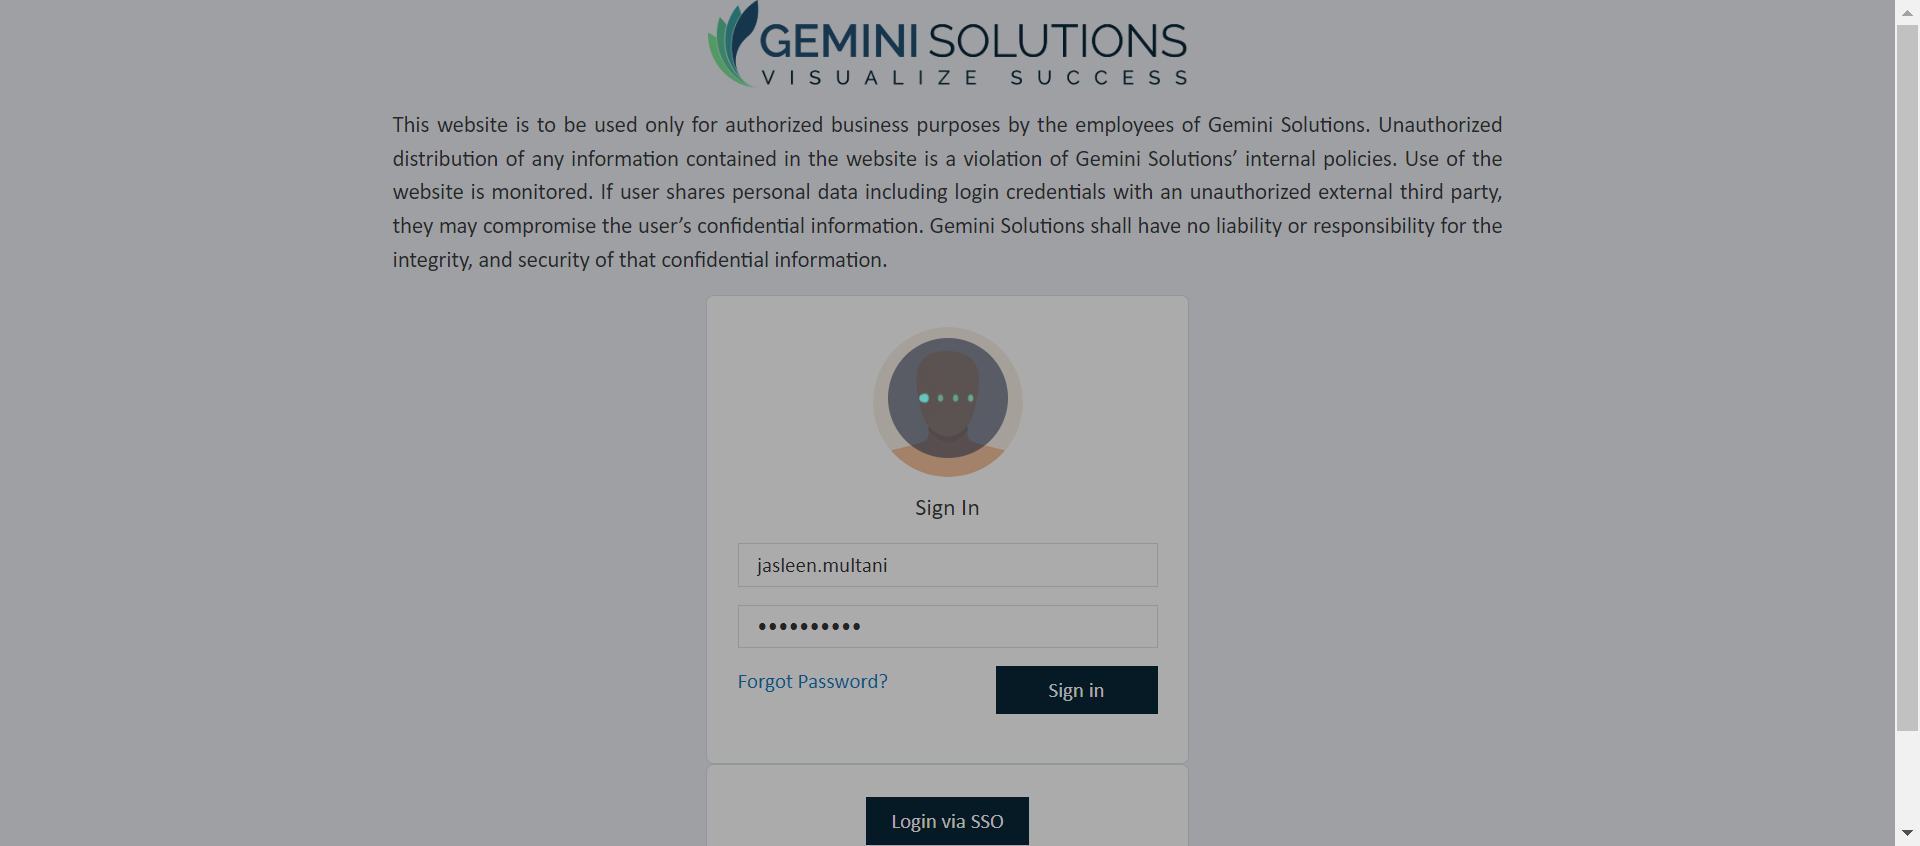 GEMINI SOLUTIONS
VISUALIZE SUCCESS
This website is to be used only for authorized business purposes by the employees of Gemini Solutions. Unauthorized
distribution of any information contained in the website is a violation of Gemini Solutions’ internal policies. Use of the
website is monitored. If user shares personal data including login credentials with an unauthorized external third party,
they may compromise the user’s confidential information. Gemini Solutions shall have no liability or responsibility for the
integrity, and security of that confidential information.
Sign In
jasleen.multani
••••••••••
Forgot Password?
Sign in
Login via SSO